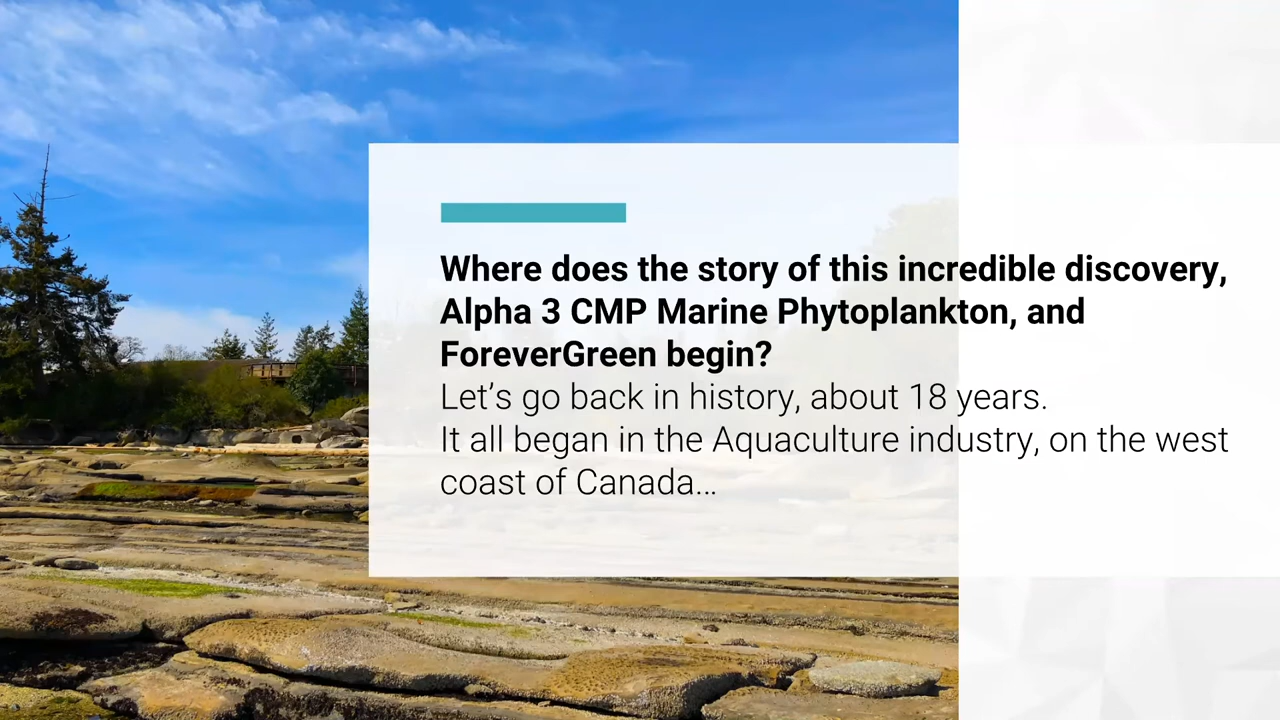 Where does the story of this incredible discovery,
Alpha 3 CMP Marine Phytoplankton, and
ForeverGreen begin?
Let’s go back in history, about 18 years.
It all began in the Aquaculture industry, on the west
coast of Canada…